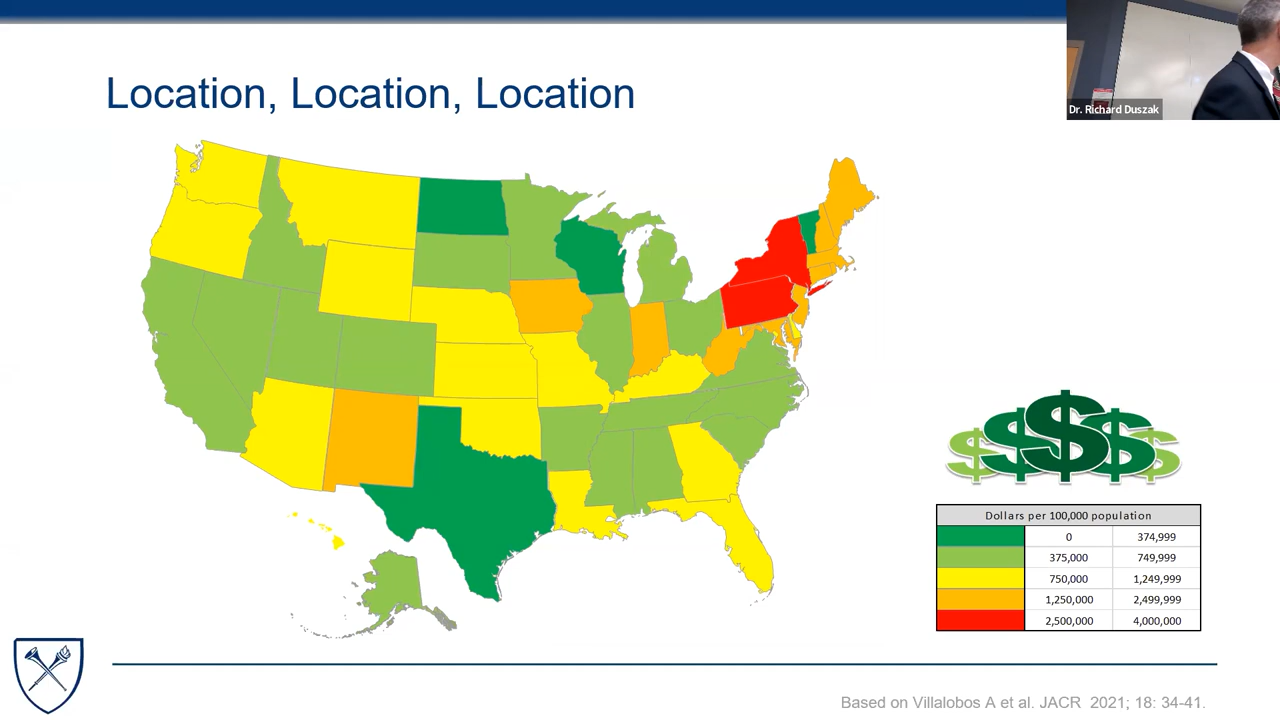 Location, Location, Location
Dr. Richard Duszak
$ $ $ $ $
Dollars per 100,000 population
0 374,999
375,000 749,999
750,000 1,249,999
1,250,000 2,499,999
2,500,000 4,000,000
Based on Villalobos A et al. JACR 2021; 18: 34-41.